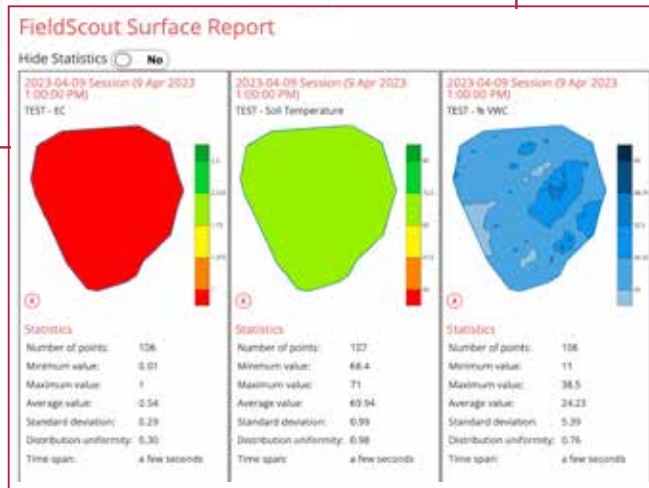 FieldScout Surface Report
Hide Statistics No
2023-04-09 Session (9 Apr 2023
1:00:00 PM)
TEST - EC
Statistics
Number of points: 106
Minimum value: 0.01
Maximum value: 1
Average value: 0.54
Standard deviation: 0.29
Distribution uniformity: 0.30
Time span: a few seconds
2023-04-09 Session (9 Apr 2023
1:00:00 PM)
TEST - Soil Temperature
Statistics
Number of points: 107
Minimum value: 68.4
Maximum value: 71
Average value: 69.94
Standard deviation: 0.99
Distribution uniformity: 0.98
Time span: a few seconds
2023-04-09 Session (9 Apr 2023
1:00:00 PM)
TEST - % VWC
Statistics
Number of points: 106
Minimum value: 11
Maximum value: 38.5
Average value: 24.23
Standard deviation: 5.39
Distribution uniformity: 0.76
Time span: a few seconds